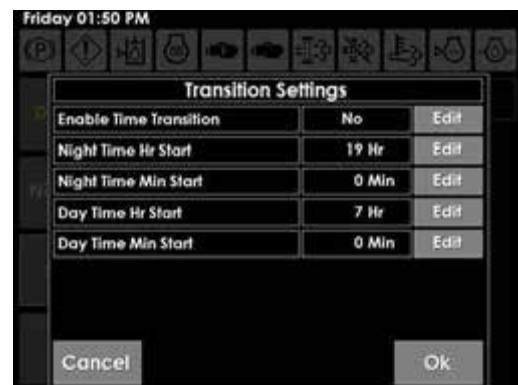 Friday 01:50 PM
Transition Settings
Enable Time Transition No Edit
Night Time Hr Start 19 Hr Edit
Night Time Min Start 0 Min Edit
Day Time Hr Start 7 Hr Edit
Day Time Min Start 0 Min Edit
Cancel Ok